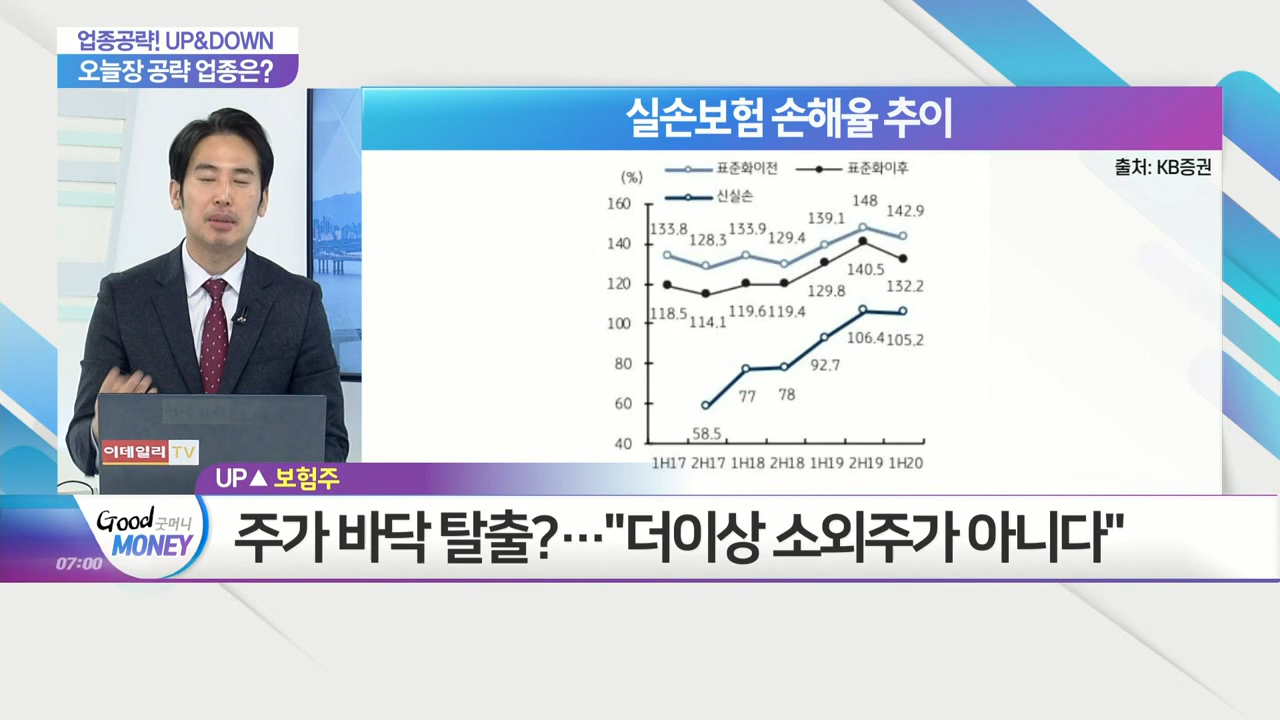 업종공략! UP&DOWN
오늘장 공략 업종은?
실손보험 손해율 추이
출처: KB증권
(%)
표준화이전
표준화이후
신실손
160
140
120
100
80
60
40
133.8
128.3
133.9
129.4
139.1
148
142.9
118.5
114.1
119.6
119.4
129.8
140.5
132.2
58.5
77
78
92.7
106.4
105.2
1H17 2H17 1H18 2H18 1H19 2H19 1H20
이데일리 TV
UP▲ 보험주
Good 굿머니
MONEY
07:00
주가 바닥 탈출?…"더이상 소외주가 아니다"